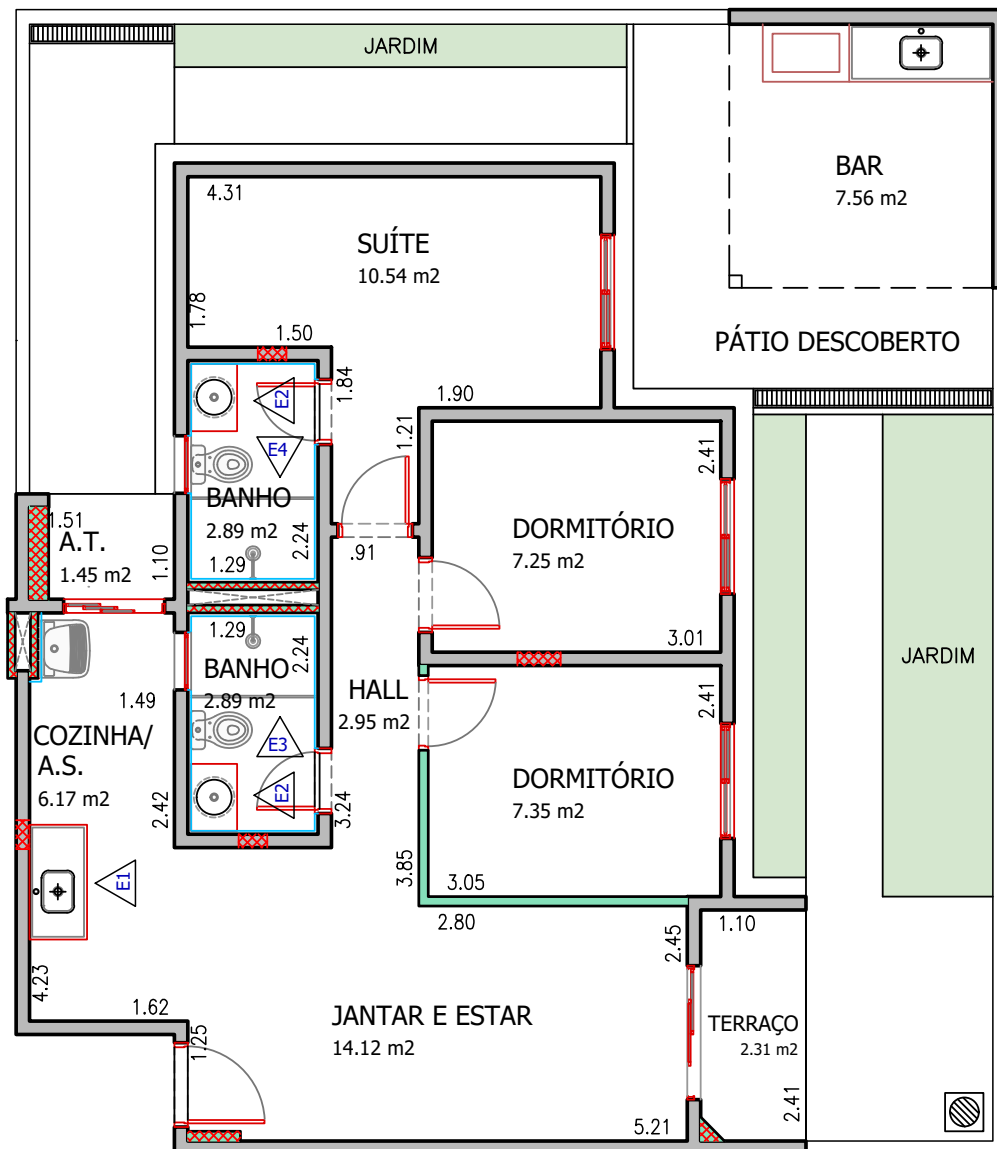 JARDIM
BAR
7.56 m2
4.31
SUÍTE
10.54 m2
1.78
1.50
PÁTIO DESCOBERTO
1.84
E2
1.90
1.21
2.41
E4
BANHO
2.89 m2
2.24
1.29
.91
DORMITÓRIO
7.25 m2
3.01
1.51
A.T.
1.45 m2
1.10
1.29
2.24
BANHO
2.89 m2
HALL
2.95 m2
JARDIM
2.41
1.49
COZINHA/
A.S.
6.17 m2
2.42
E3
E2
3.24
DORMITÓRIO
7.35 m2
3.85
3.05
E1
2.80
2.45
1.10
4.23
1.62
1.25
JANTAR E ESTAR
14.12 m2
TERRAÇO
2.31 m2
2.41
5.21